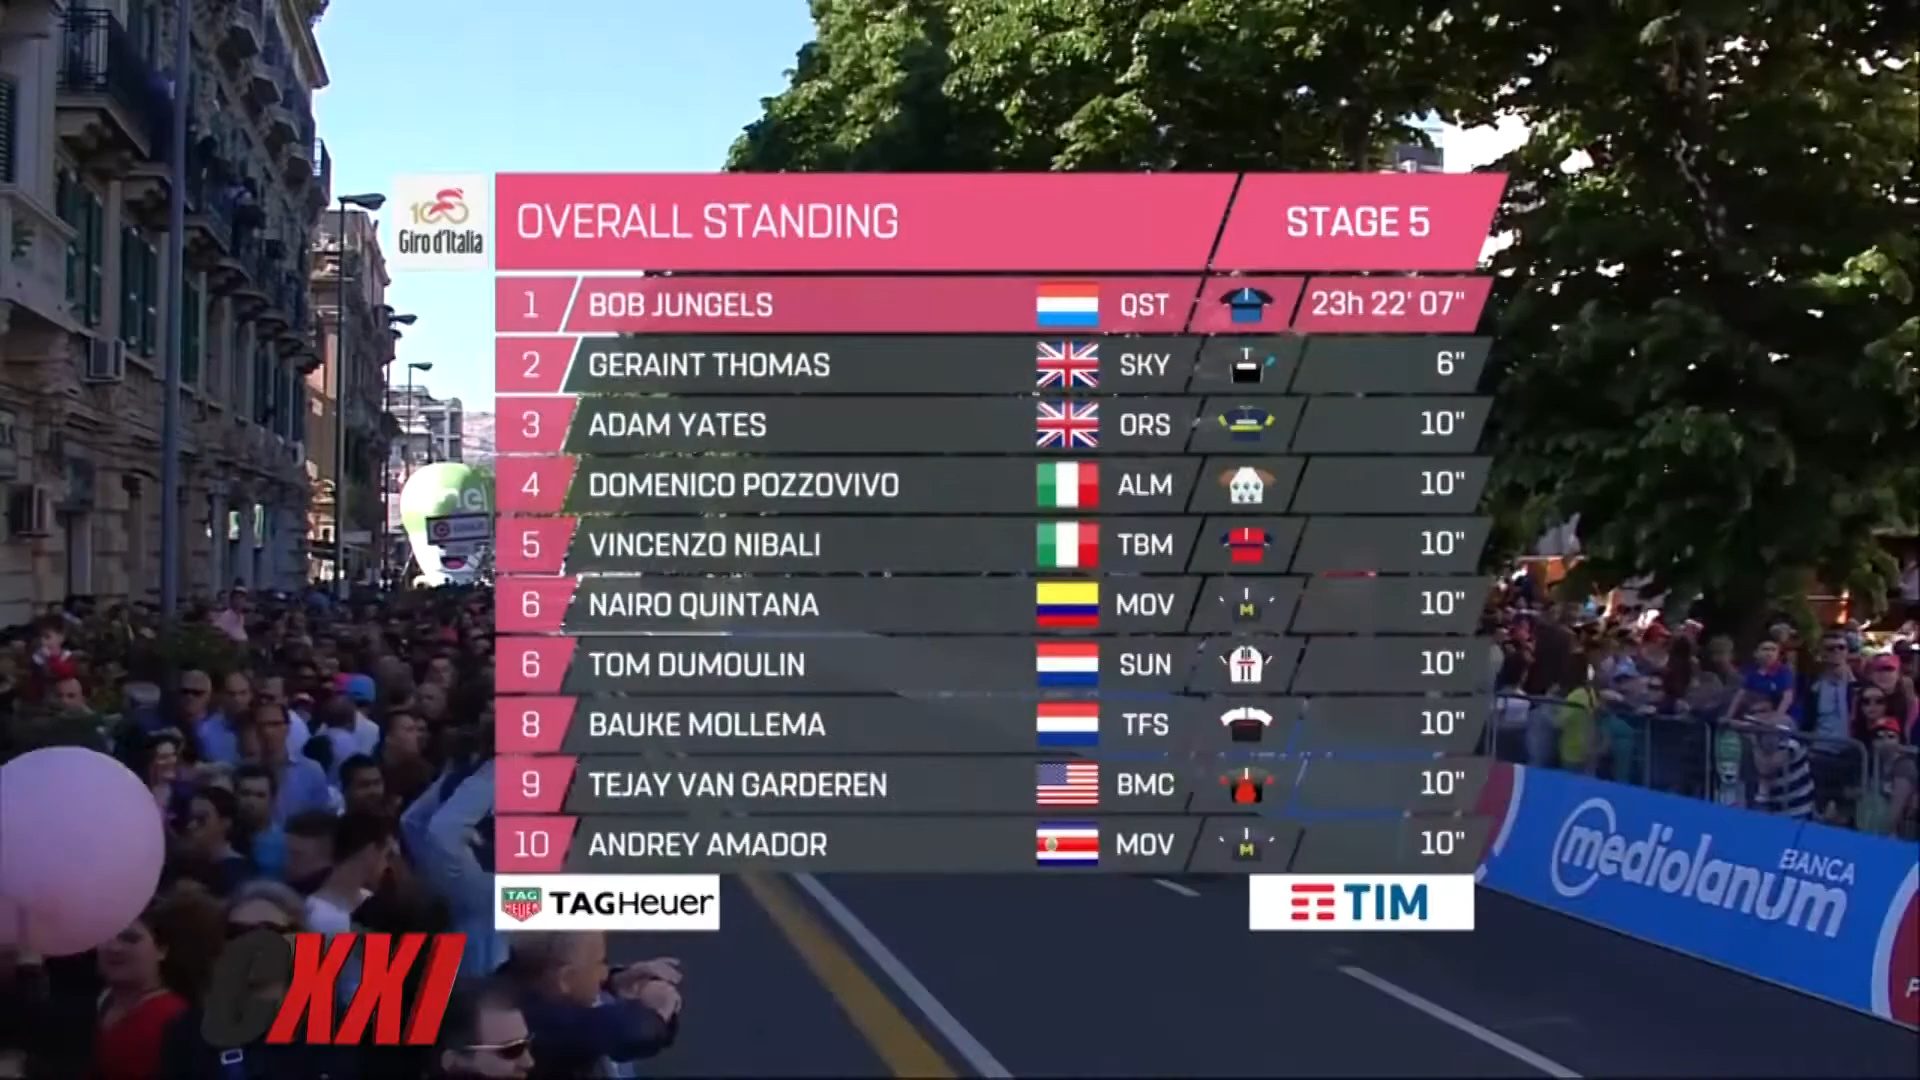 100
Giro d'Italia
OVERALL STANDING STAGE 5
1 BOB JUNGELS QST 23h 22' 07"
2 GERAINT THOMAS SKY 6"
3 ADAM YATES ORS 10"
4 DOMENICO POZZOVIVO ALM 10"
5 VINCENZO NIBALI TBM 10"
6 NAIRO QUINTANA MOV 10"
6 TOM DUMOULIN SUN 10"
8 BAUKE MOLLEMA TFS 10"
9 TEJAY VAN GARDEREN BMC 10"
10 ANDREY AMADOR MOV 10"
TAG HEUER TAGHeuer
TIM
BANCA
mediolanum
CXXI